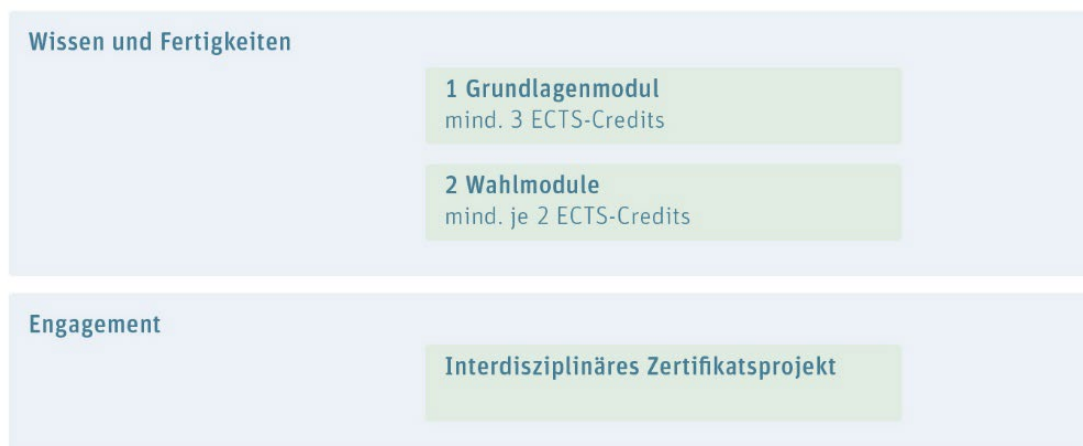 Wissen und Fertigkeiten
1 Grundlagenmodul
mind. 3 ECTS-Credits
2 Wahlmodule
mind. je 2 ECTS-Credits
Engagement
Interdisziplinäres Zertifikatsprojekt